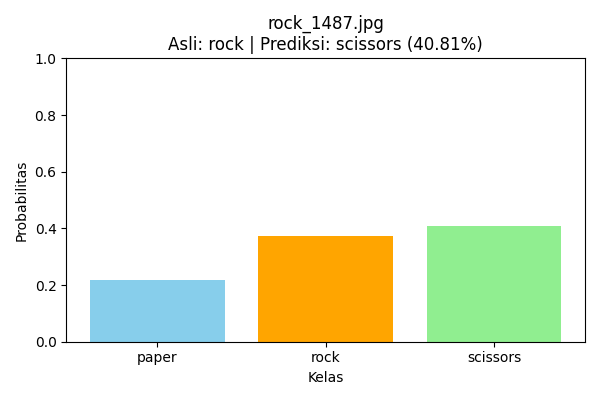 rock_1487.jpg
Asli: rock | Prediksi: scissors (40.81%)
1.0
0.8
0.6
0.4
0.2
0.0
Probabilitas
paper rock scissors
Kelas